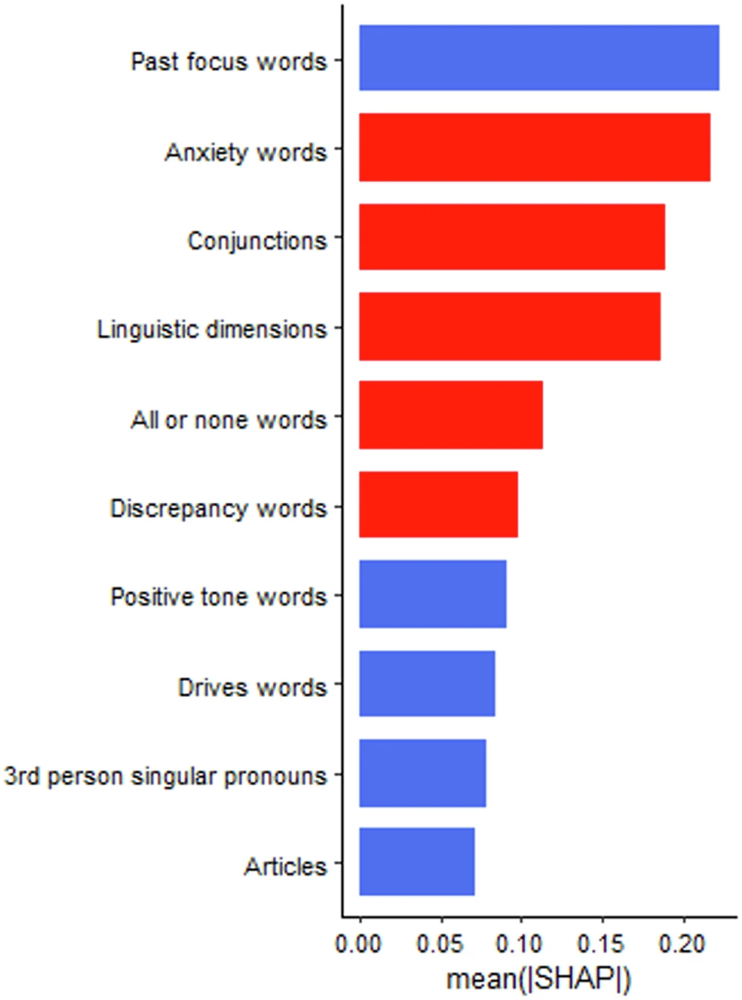 Past focus words
Anxiety words
Conjunctions
Linguistic dimensions
All or none words
Discrepancy words
Positive tone words
Drives words
3rd person singular pronouns
Articles
0.00 0.05 0.10 0.15 0.20
mean(|SHAP|)